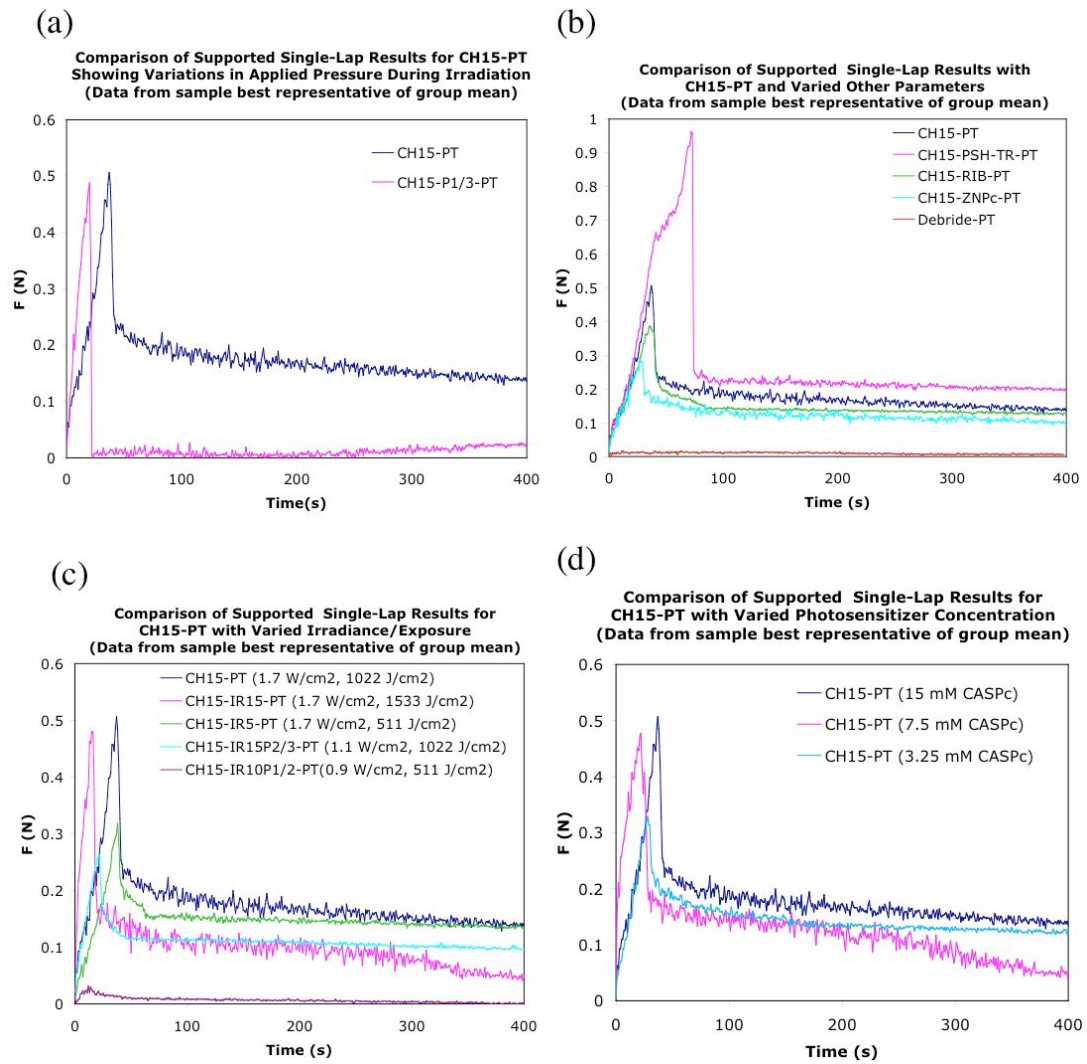 (a)
Comparison of Supported Single-Lap Results for CH15-PT
Showing Variations in Applied Pressure During Irradiation
(Data from sample best representative of group mean)
0.6
0.5
0.4
0.3
0.2
0.1
0
F (N)
CH15-PT
CH15-P1/3-PT
0
100
200
300
400
Time(s)
(b)
Comparison of Supported Single-Lap Results with
CH15-PT and Varied Other Parameters
(Data from sample best representative of group mean)
1
0.9
0.8
0.7
0.6
0.5
0.4
0.3
0.2
0.1
0
F (N)
CH15-PT
CH15-PSH-TR-PT
CH15-RIB-PT
CH15-ZNPc-PT
Debride-PT
0
100
200
300
400
Time (s)
(c)
Comparison of Supported Single-Lap Results for
CH15-PT with Varied Irradiance/Exposure
(Data from sample best representative of group mean)
0.6
0.5
0.4
0.3
0.2
0.1
0
F (N)
CH15-PT (1.7 W/cm2, 1022 J/cm2)
CH15-IR15-PT (1.7 W/cm2, 1533 J/cm2)
CH15-IR5-PT (1.7 W/cm2, 511 J/cm2)
CH15-IR15P2/3-PT (1.1 W/cm2, 1022 J/cm2)
CH15-IR10P1/2-PT(0.9 W/cm2, 511 J/cm2)
0
100
200
300
400
Time (s)
(d)
Comparison of Supported Single-Lap Results for
CH15-PT with Varied Photosensitizer Concentration
(Data from sample best representative of group mean)
0.6
0.5
0.4
0.3
0.2
0.1
0
F (N)
CH15-PT (15 mM CASPc)
CH15-PT (7.5 mM CASPc)
CH15-PT (3.25 mM CASPc)
0
100
200
300
400
Time (s)